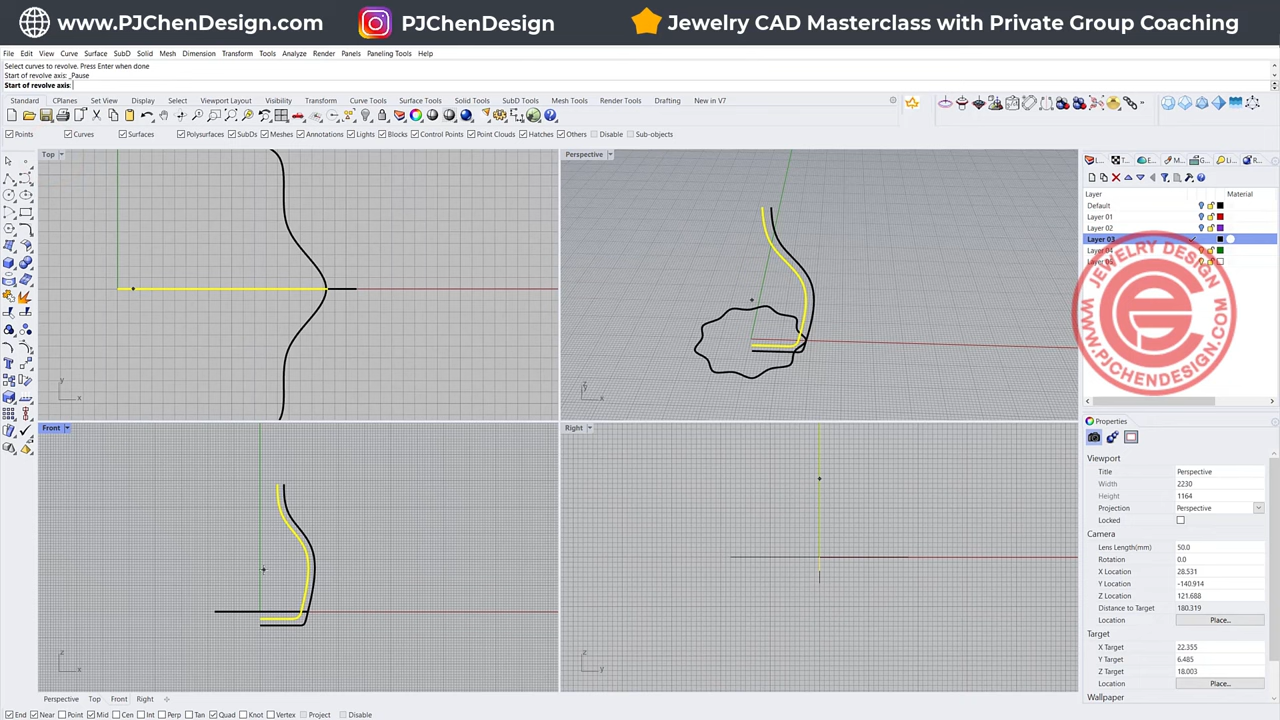 www.PJChenDesign.com PJChenDesign Jewelry CAD Masterclass with Private Group Coaching
File Edit View Curve Surface SubD Solid Mesh Dimension Transform Tools Analyze Render Panels Paneling Tools Help
Select curves to revolve. Press Enter when done
Start of revolve axis: _Pause
Start of revolve axis:
Standard CPlanes Set View Display Select Viewport Layout Visibility Transform Curve Tools Surface Tools Solid Tools SubD Tools Mesh Tools Render Tools Drafting New in V7
Points Curves Surfaces Polysurfaces SubDs Meshes Annotations Lights Blocks Control Points Point Clouds Hatches Others Disable Sub-objects
Top Perspective
Layer Material
Default
Layer 01
Layer 02
Layer 03
JEWELRY DESIGN
WWW.PJCHENDESIGN.COM
y
x
z
x
Properties
Front Right
Viewport
Title Perspective
Width 2230
Height 1164
Projection Perspective
Locked
Camera
Lens Length(mm) 50.0
Rotation 0.0
X Location 28.531
Y Location -140.914
Z Location 121.688
Distance to Target 180.319
Location Place...
Target
X Target 22.355
Y Target 6.485
Z Target 18.003
Location Place...
Wallpaper
z
x
z
y
Perspective Top Front Right
End Near Point Mid Cen Int Perp Tan Quad Knot Vertex Project Disable